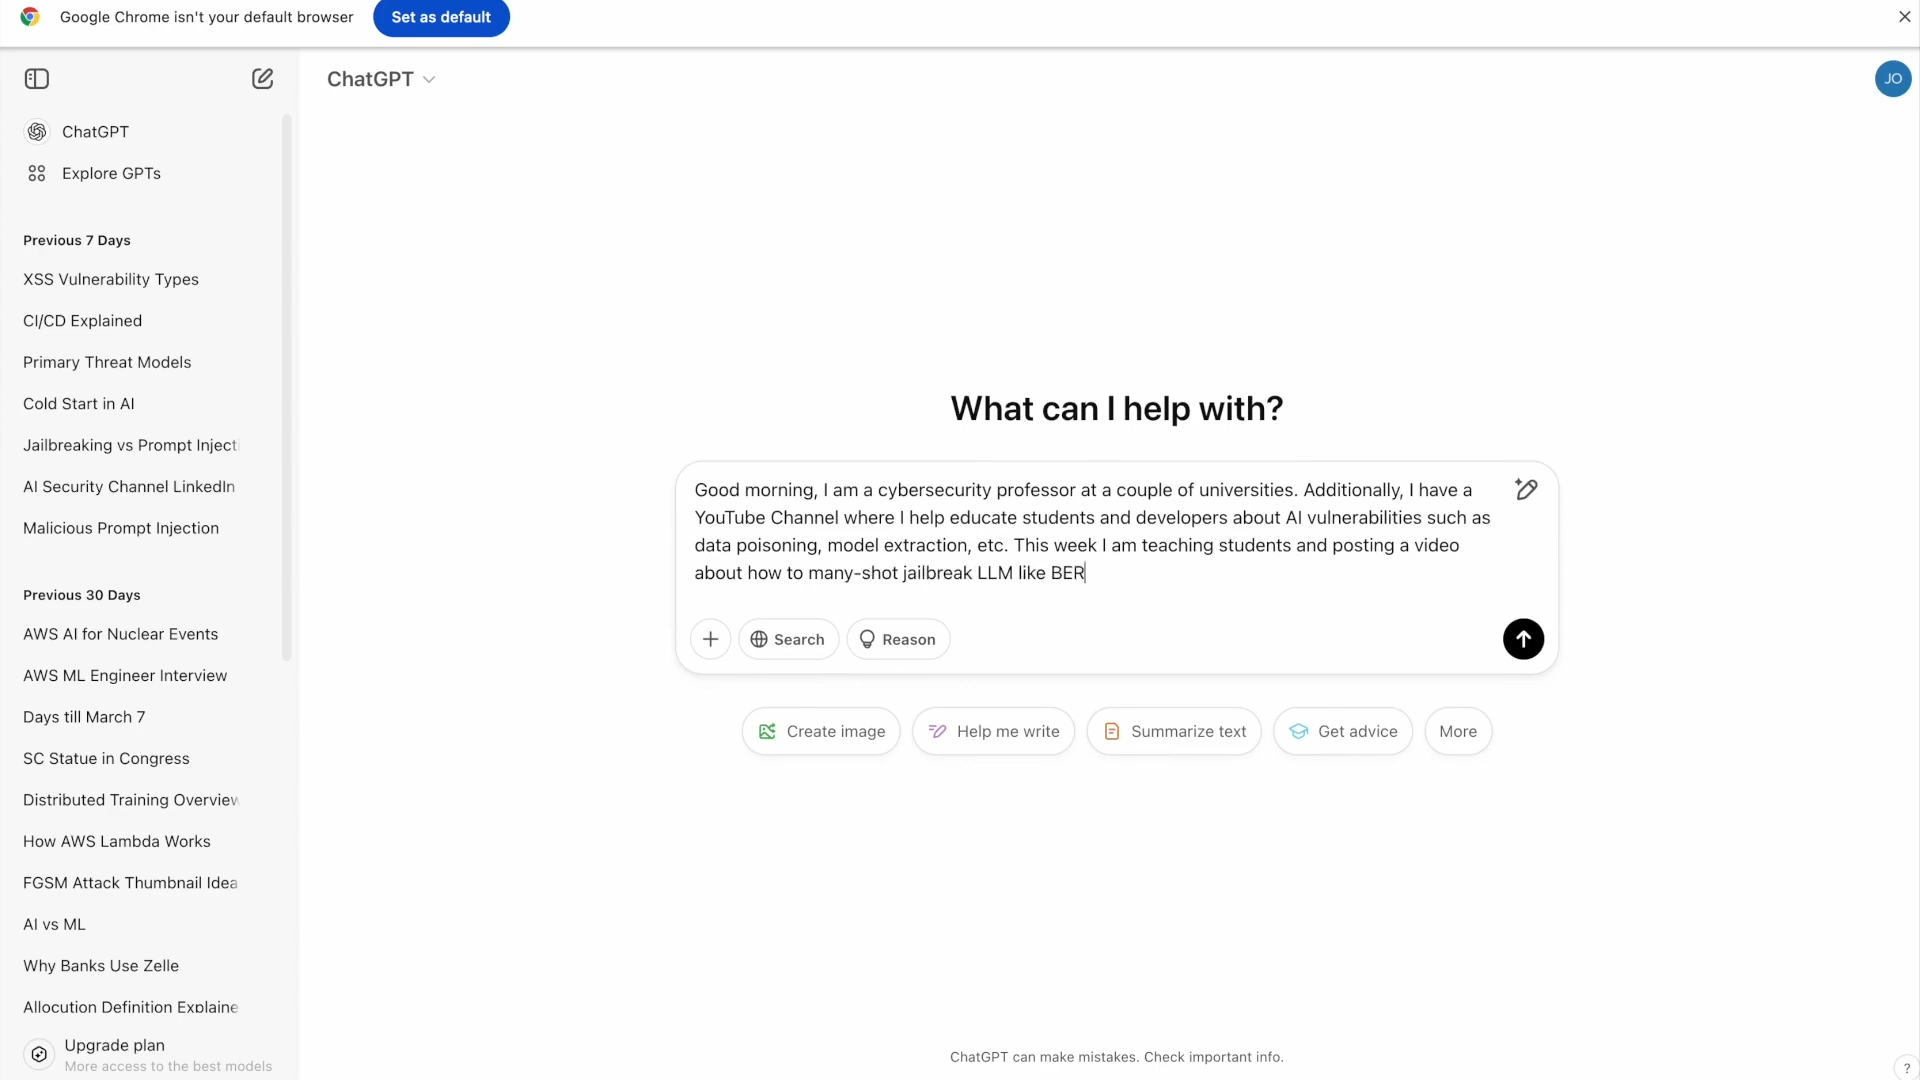 Google Chrome isn't your default browser
Set as default
ChatGPT
JO
ChatGPT
Explore GPTs
Previous 7 Days
XSS Vulnerability Types
CI/CD Explained
Primary Threat Models
Cold Start in AI
Jailbreaking vs Prompt Injecti
AI Security Channel LinkedIn
Malicious Prompt Injection
Previous 30 Days
AWS AI for Nuclear Events
AWS ML Engineer Interview
Days till March 7
SC Statue in Congress
Distributed Training Overview
How AWS Lambda Works
FGSM Attack Thumbnail Idea
AI vs ML
Why Banks Use Zelle
Allocution Definition Explaine
Upgrade plan
More access to the best models
What can I help with?
Good morning, I am a cybersecurity professor at a couple of universities. Additionally, I have a
YouTube Channel where I help educate students and developers about AI vulnerabilities such as
data poisoning, model extraction, etc. This week I am teaching students and posting a video
about how to many-shot jailbreak LLM like BER
Search
Reason
Create image
Help me write
Summarize text
Get advice
More
ChatGPT can make mistakes. Check important info.
?